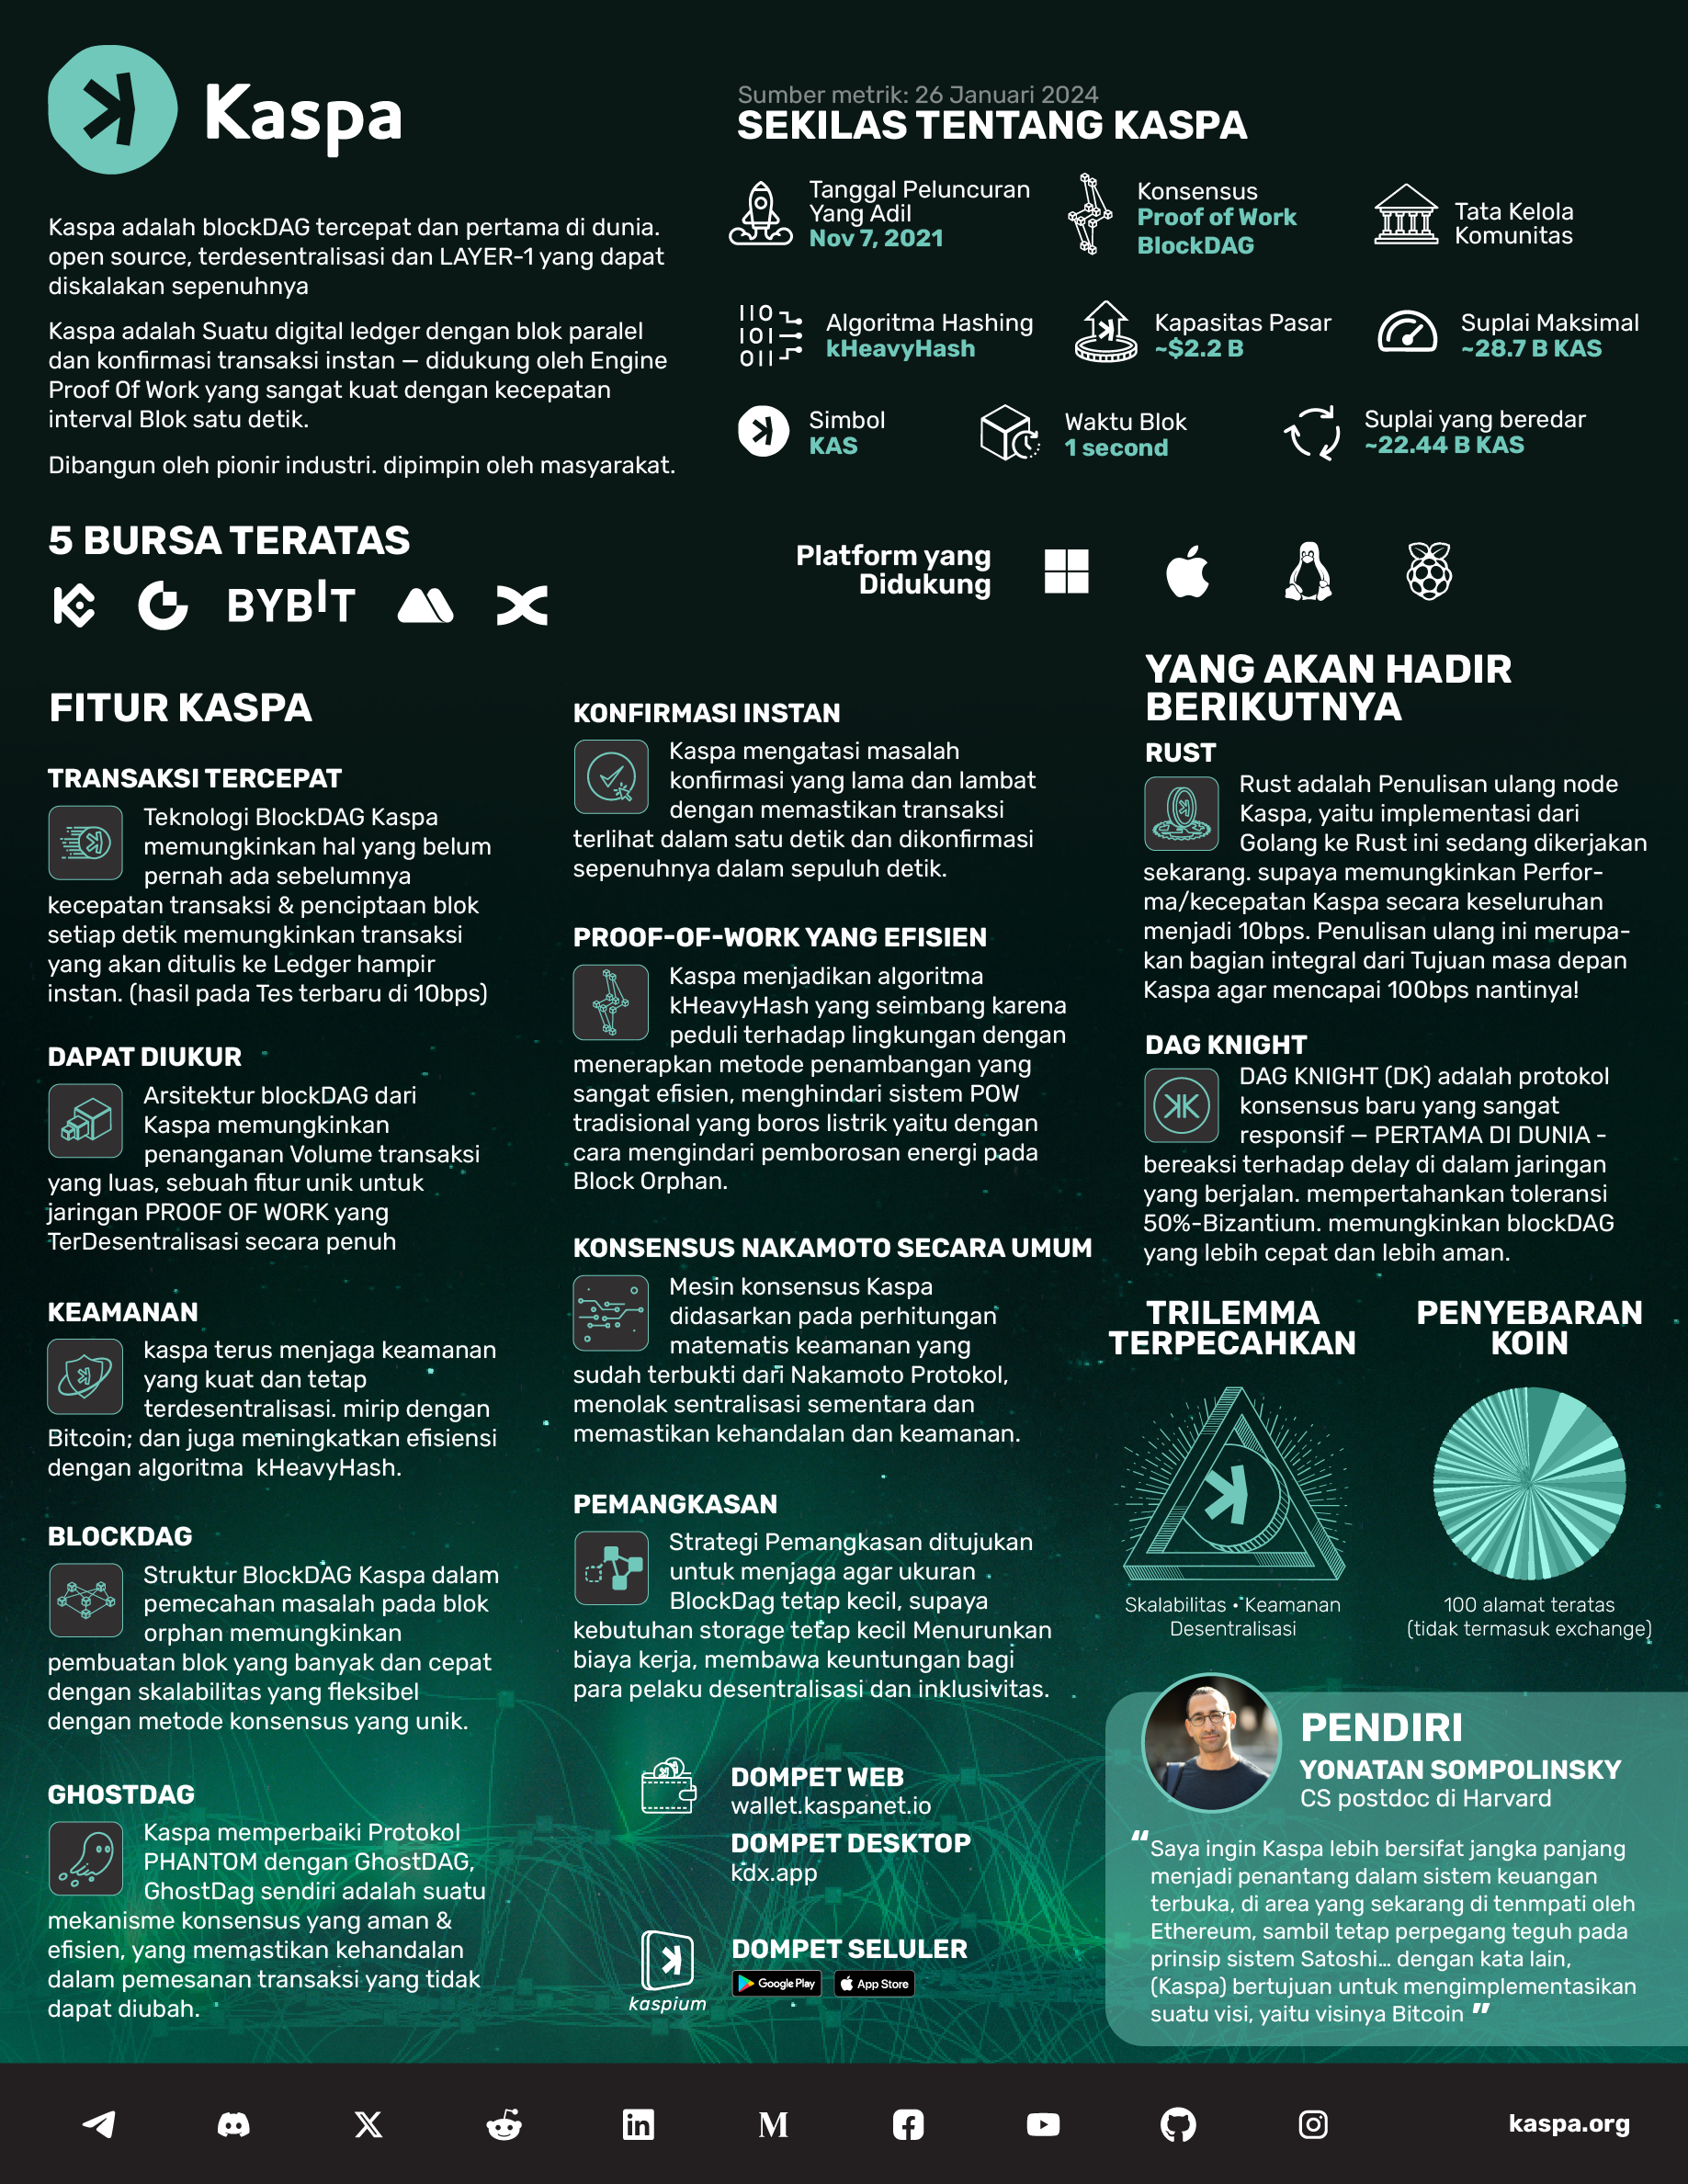 Kaspa
Kaspa adalah blockDAG tercepat dan pertama di dunia.
open source, terdesentralisasi dan LAYER-1 yang dapat
diskalakan sepenuhnya
Kaspa adalah Suatu digital ledger dengan blok paralel
dan konfirmasi transaksi instan — didukung oleh Engine
Proof Of Work yang sangat kuat dengan kecepatan
interval Blok satu detik.
Dibangun oleh pionir industri. dipimpin oleh masyarakat.
Sumber metrik: 26 Januari 2024
SEKILAS TENTANG KASPA
Tanggal Peluncuran
Yang Adil
Nov 7, 2021
Konsensus
Proof of Work
BlockDAG
Tata Kelola
Komunitas
110
101
011
Algoritma Hashing
kHeavyHash
Kapasitas Pasar
~$2.2 B
Suplai Maksimal
~28.7 B KAS
Simbol
KAS
Waktu Blok
1 second
Suplai yang beredar
~22.44 B KAS
5 BURSA TERATAS
BYBIT
Platform yang
Didukung
FITUR KASPA
TRANSAKSI TERCEPAT
Teknologi BlockDAG Kaspa
memungkinkan hal yang belum
pernah ada sebelumnya
kecepatan transaksi & penciptaan blok
setiap detik memungkinkan transaksi
yang akan ditulis ke Ledger hampir
instan. (hasil pada Tes terbaru di 10bps)
DAPAT DIUKUR
Arsitektur blockDAG dari
Kaspa memungkinkan
penanganan Volume transaksi
yang luas, sebuah fitur unik untuk
jaringan PROOF OF WORK yang
TerDesentralisasi secara penuh
KEAMANAN
kaspa terus menjaga keamanan
yang kuat dan tetap
terdesentralisasi. mirip dengan
Bitcoin; dan juga meningkatkan efisiensi
dengan algoritma kHeavyHash.
BLOCKDAG
Struktur BlockDAG Kaspa dalam
pemecahan masalah pada blok
orphan memungkinkan
pembuatan blok yang banyak dan cepat
dengan skalabilitas yang fleksibel
dengan metode konsensus yang unik.
GHOSTDAG
Kaspa memperbaiki Protokol
PHANTOM dengan GhostDAG,
GhostDag sendiri adalah suatu
mekanisme konsensus yang aman &
efisien, yang memastikan kehandalan
dalam pemesanan transaksi yang tidak
dapat diubah.
KONFIRMASI INSTAN
Kaspa mengatasi masalah
konfirmasi yang lama dan lambat
dengan memastikan transaksi
terlihat dalam satu detik dan dikonfirmasi
sepenuhnya dalam sepuluh detik.
PROOF-OF-WORK YANG EFISIEN
Kaspa menjadikan algoritma
kHeavyHash yang seimbang karena
peduli terhadap lingkungan dengan
menerapkan metode penambangan yang
sangat efisien, menghindari sistem POW
tradisional yang boros listrik yaitu dengan
cara mengindari pemborosan energi pada
Block Orphan.
KONSENSUS NAKAMOTO SECARA UMUM
Mesin konsensus Kaspa
didasarkan pada perhitungan
matematis keamanan yang
sudah terbukti dari Nakamoto Protokol,
menolak sentralisasi sementara dan
memastikan kehandalan dan keamanan.
PEMANGKASAN
Strategi Pemangkasan ditujukan
untuk menjaga agar ukuran
BlockDag tetap kecil, supaya
kebutuhan storage tetap kecil Menurunkan
biaya kerja, membawa keuntungan bagi
para pelaku desentralisasi dan inklusivitas.
DOMPET WEB
wallet.kaspanet.io
DOMPET DESKTOP
kdx.app
kaspium
DOMPET SELULER
Google Play
App Store
YANG AKAN HADIR
BERIKUTNYA
RUST
Rust adalah Penulisan ulang node
Kaspa, yaitu implementasi dari
Golang ke Rust ini sedang dikerjakan
sekarang. supaya memungkinkan Perfor-
ma/kecepatan Kaspa secara keseluruhan
menjadi 10bps. Penulisan ulang ini merupa-
kan bagian integral dari Tujuan masa depan
Kaspa agar mencapai 100bps nantinya!
DAG KNIGHT
DAG KNIGHT (DK) adalah protokol
konsensus baru yang sangat
responsif — PERTAMA DI DUNIA -
bereaksi terhadap delay di dalam jaringan
yang berjalan. mempertahankan toleransi
50%-Bizantium. memungkinkan blockDAG
yang lebih cepat dan lebih aman.
TRILEMMA
TERPECAHKAN
Skalabilitas • Keamanan
Desentralisasi
PENYEBARAN
KOIN
100 alamat teratas
(tidak termasuk exchange)
PENDIRI
YONATAN SOMPOLINSKY
CS postdoc di Harvard
“Saya ingin Kaspa lebih bersifat jangka panjang
menjadi penantang dalam sistem keuangan
terbuka, di area yang sekarang di tenmpati oleh
Ethereum, sambil tetap perpegang teguh pada
prinsip sistem Satoshi... dengan kata lain,
(Kaspa) bertujuan untuk mengimplementasikan
suatu visi, yaitu visinya Bitcoin ”
kaspa.org